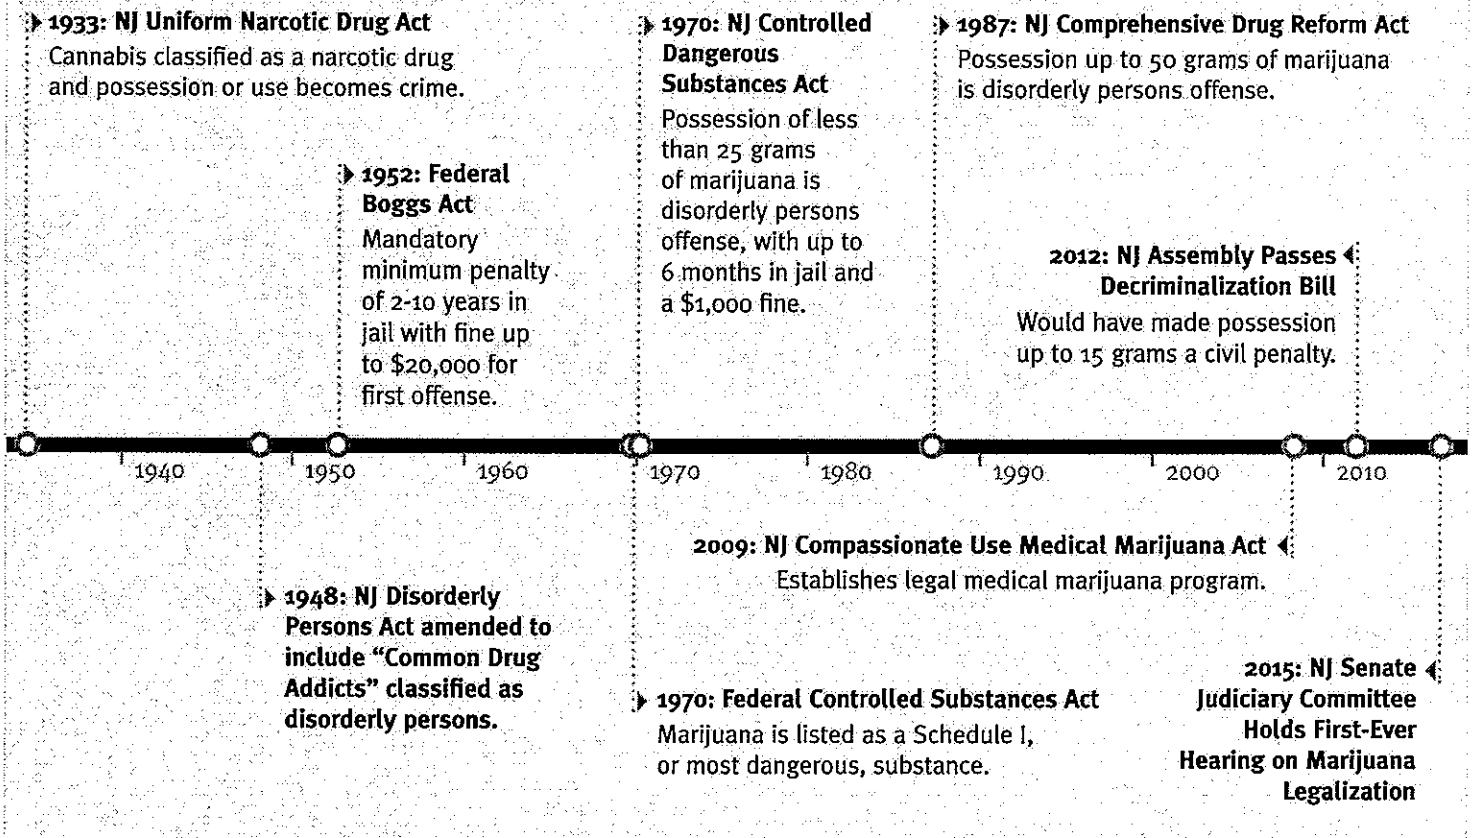 1933: NJ Uniform Narcotic Drug Act
Cannabis classified as a narcotic drug
and possession or use becomes crime.
1952: Federal
Boggs Act
Mandatory
minimum penalty
of 2-10 years in
jail with fine up
to $20,000 for
first offense.
1970: NJ Controlled
Dangerous
Substances Act
Possession of less
than 25 grams
of marijuana is
disorderly persons
offense, with up to
6 months in jail and
a $1,000 fine.
1987: NJ Comprehensive Drug Reform Act
Possession up to 50 grams of marijuana
is disorderly persons offense.
2012: NJ Assembly Passes
Decriminalization Bill
Would have made possession
up to 15 grams a civil penalty.
1940 1950 1960 1970 1980 1990 2000 2010
1948: NJ Disorderly
Persons Act amended to
include “Common Drug
Addicts” classified as
disorderly persons.
2009: NJ Compassionate Use Medical Marijuana Act
Establishes legal medical marijuana program.
1970: Federal Controlled Substances Act
Marijuana is listed as a Schedule I,
or most dangerous, substance.
2015: NJ Senate
Judiciary Committee
Holds First-Ever
Hearing on Marijuana
Legalization